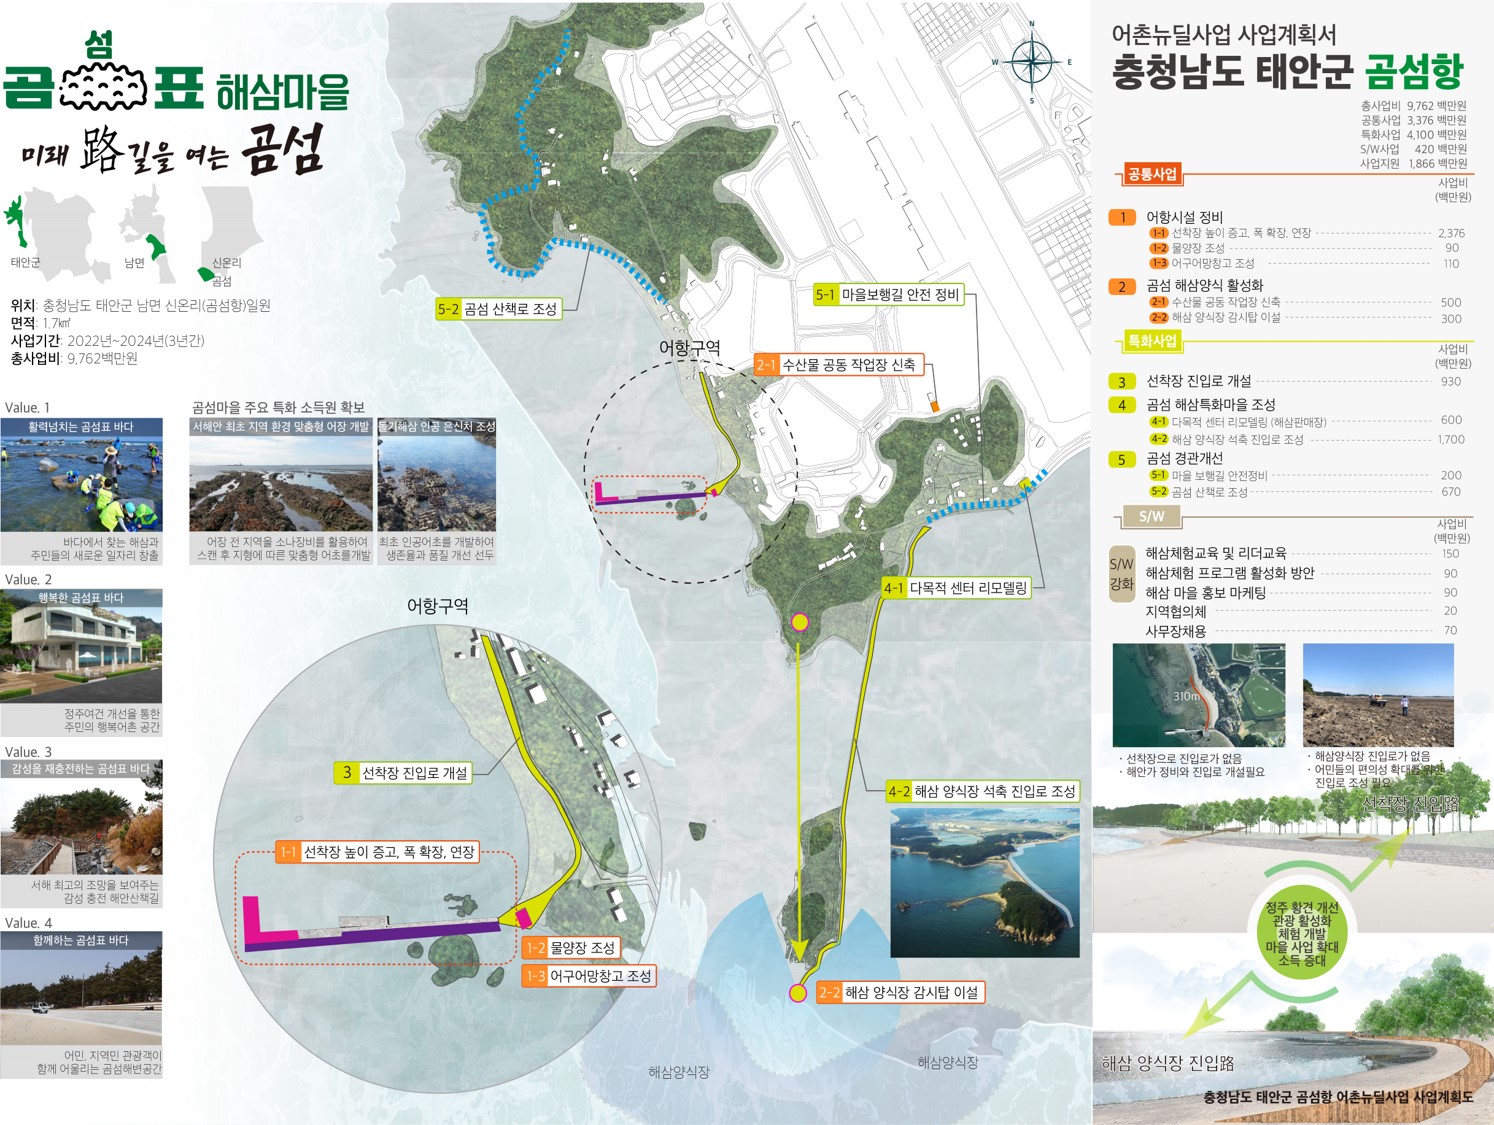 섬
곰 표 해삼마을
미래 路 길을 여는 곰섬
태안군
남면
신온리
곰섬
위치: 충청남도 태안군 남면 신온리(곰섬항)일원
면적: 1.7㎢
사업기간: 2022년~2024년(3년간)
총사업비: 9,762백만원
Value. 1
활력넘치는 곰섬표 바다
바다에서 찾는 해삼과
주민들의 새로운 일자리 창출
곰섬마을 주요 특화 소득원 확보
서해안 최초 지역 환경 맞춤형 어장 개발
어장 전 지역을 소나장비를 활용하여
스캔 후 지형에 따른 맞춤형 어초를개발
돌기해삼 인공 은신처 조성
최초 인공어초를 개발하여
생존율과 품질 개선 선두
Value. 2
행복한 곰섬표 바다
정주여건 개선을 통한
주민의 행복어촌 공간
Value. 3
감성을 재충전하는 곰섬표 바다
서해 최고의 조망을 보여주는
감성 충전 해안산책길
Value. 4
함께하는 곰섬표 바다
어민, 지역민 관광객이
함께 어울리는 곰섬해변공간
N
W E
S
5-2 곰섬 산책로 조성
5-1 마을보행길 안전 정비
어항구역
2-1 수산물 공동 작업장 신축
4-1 다목적 센터 리모델링
어항구역
3 선착장 진입로 개설
1-1 선착장 높이 증고, 폭 확장, 연장
1-2 물양장 조성
1-3 어구어망창고 조성
4-2 해삼 양식장 석축 진입로 조성
2-2 해삼 양식장 감시탑 이설
해삼양식장
해삼양식장
어촌뉴딜사업 사업계획서
충청남도 태안군 곰섬항
총사업비 9,762 백만원
공통사업 3,376 백만원
특화사업 4,100 백만원
S/W사업 420 백만원
사업지원 1,866 백만원
공통사업
사업비
(백만원)
1 어항시설 정비
1-1 선착장 높이 증고, 폭 확장, 연장 2,376
1-2 물양장 조성 90
1-3 어구어망창고 조성 110
2 곰섬 해삼양식 활성화
2-1 수산물 공동 작업장 신축 500
2-2 해삼 양식장 감시탑 이설 300
특화사업
사업비
(백만원)
3 선착장 진입로 개설 930
4 곰섬 해삼특화마을 조성
4-1 다목적 센터 리모델링 (해삼판매장) 600
4-2 해삼 양식장 석축 진입로 조성 1,700
5 곰섬 경관개선
5-1 마을 보행길 안전정비 200
5-2 곰섬 산책로 조성 670
S/W
사업비
(백만원)
S/W
강화
해삼체험교육 및 리더교육 150
해삼체험 프로그램 활성화 방안 90
해삼 마을 홍보 마케팅 90
지역협의체 20
사무장채용 70
310m
· 선착장으로 진입로가 없음
· 해안가 정비와 진입로 개설필요
· 해삼양식장 진입로가 없음
· 어민들의 편의성 확대를 위한
진입로 조성 필요
선착장 진입路
정주 황견 개선
관광 활성화
체험 개발
마을 사업 확대
소득 증대
해삼 양식장 진입路
충청남도 태안군 곰섬항 어촌뉴딜사업 사업계획도